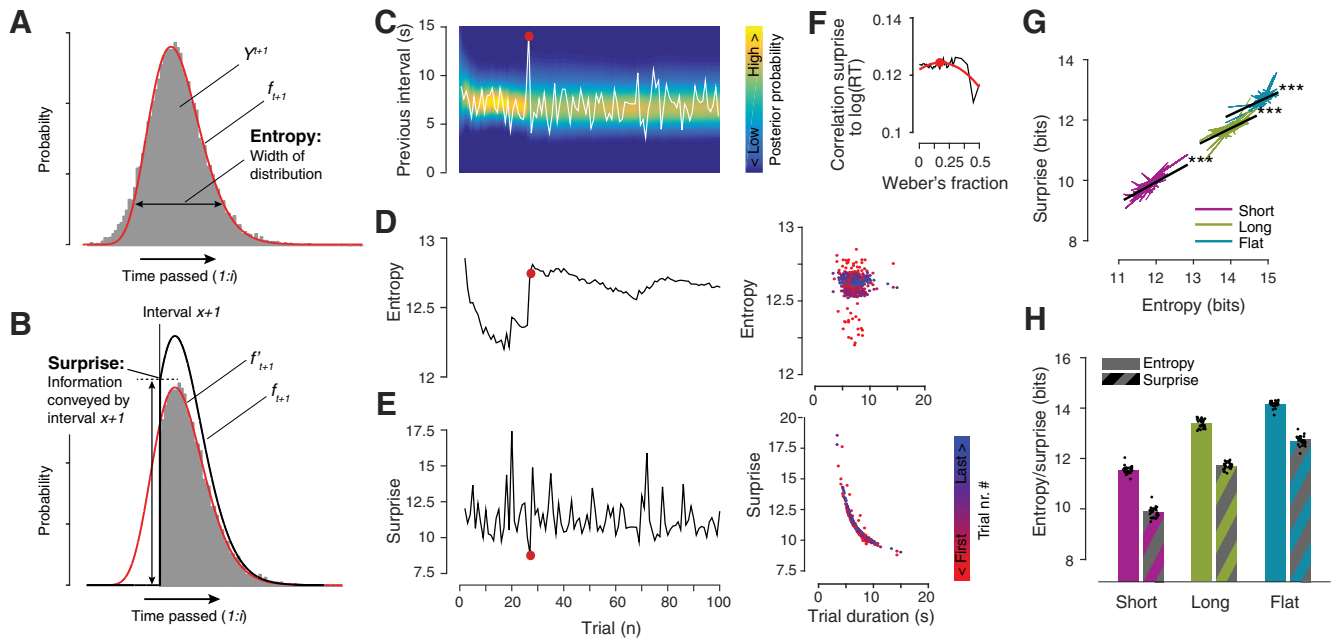 A
Probability
Y^t+1
f_t+1
Entropy:
Width of
distribution
Time passed (1:i)
B
Interval x+1
Surprise:
Information
conveyed by
interval x+1
f'_t+1
f_t+1
Probability
Time passed (1:i)
C
Previous interval (s)
15
10
5
0
< Low High >
Posterior probability
D
Entropy
13
12.5
12
Entropy
13
12.5
12
0 10 20
E
Surprise
17.5
15
12.5
10
7.5
0 20 40 60 80 100
Trial (n)
Surprise
20
17.5
15
12.5
10
7.5
0 5 10 15 20
Trial duration (s)
< First Last >
Trial nr. #
F
Correlation surprise
to log(RT)
0.14
0.12
0.1
0 0.25 0.5
Weber's fraction
G
Surprise (bits)
14
12
10
8
***
***
***
Short
Long
Flat
11 12 13 14 15
Entropy (bits)
H
Entropy/surprise (bits)
16
14
12
10
8
Entropy
Surprise
Short Long Flat